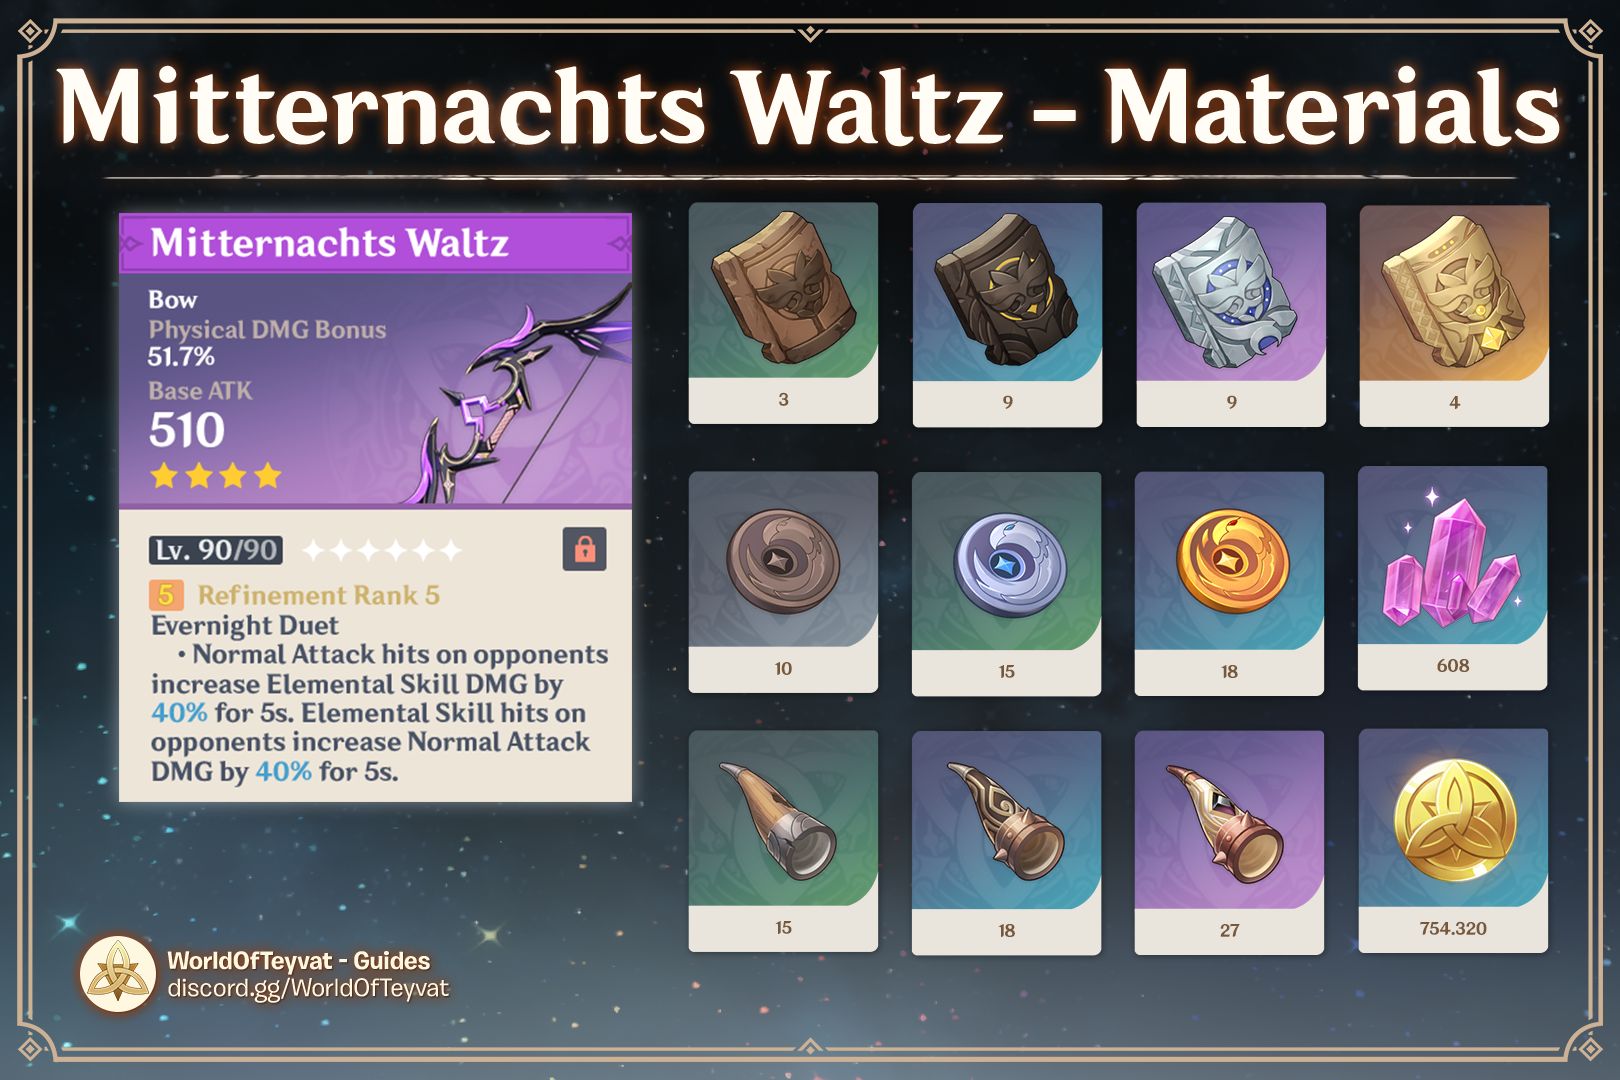 Mitternachts Waltz - Materials
Mitternachts Waltz
Bow
Physical DMG Bonus
51.7%
Base ATK
510
Lv. 90/90
5 Refinement Rank 5
Evernight Duet
• Normal Attack hits on opponents
increase Elemental Skill DMG by
40% for 5s. Elemental Skill hits on
opponents increase Normal Attack
DMG by 40% for 5s.
3
9
9
4
10
15
18
608
15
18
27
754.320
WorldOfTeyvat - Guides
discord.gg/WorldOfTeyvat